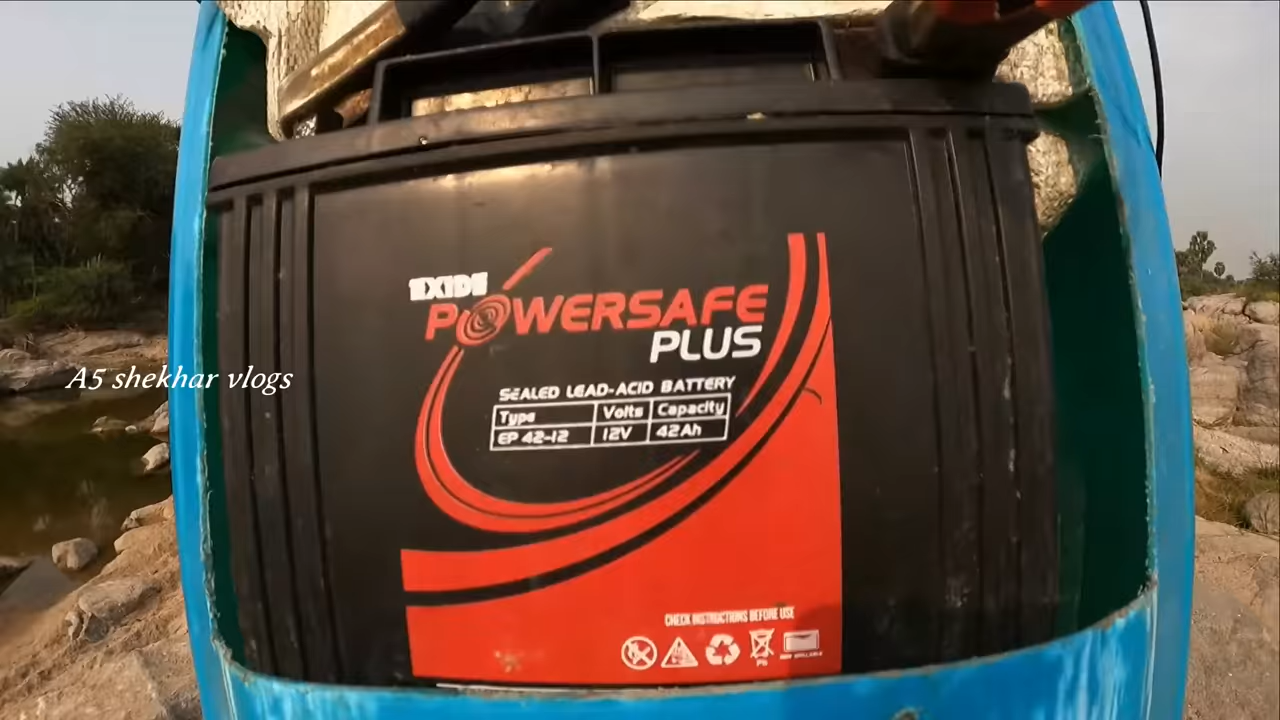 EXIDE
POWERSAFE
PLUS
A5 shekhar vlogs
SEALED LEAD-ACID BATTERY
Type Volts Capacity
EP 42-12 12V 42Ah
CHECK INSTRUCTIONS BEFORE USE
Pb